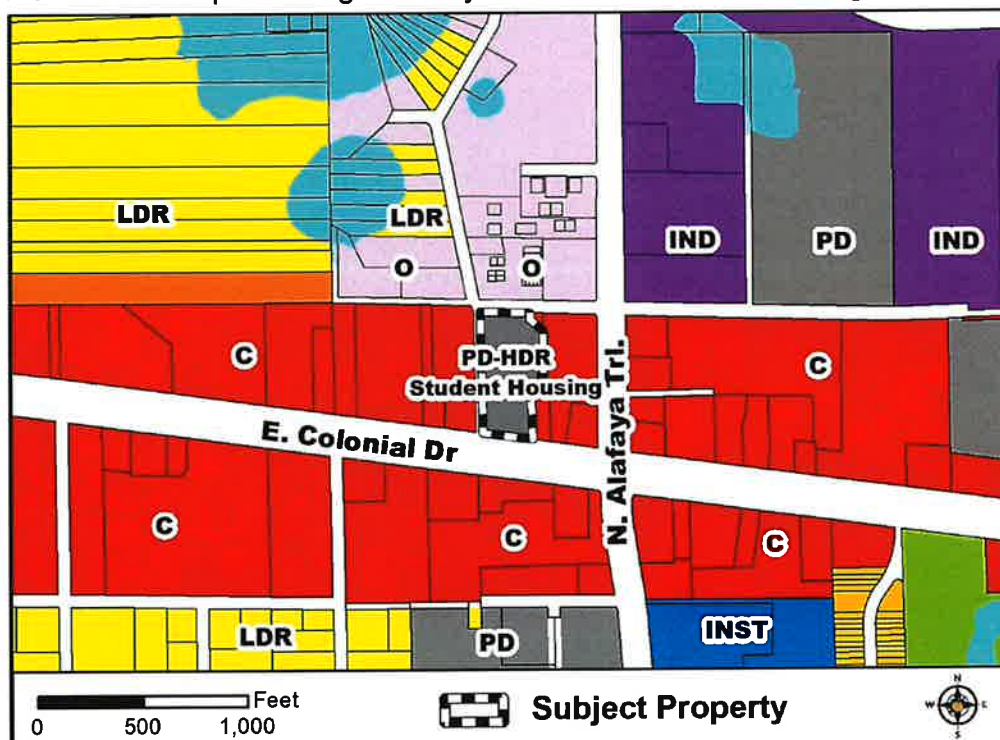 LDR
LDR
IND
PD
IND
O
O
C
PD-HDR
Student Housing
C
N. Alafaya Trl.
E. Colonial Dr
C
C
C
LDR
PD
INST
Feet
0 500 1,000
Subject Property
N
W E
S